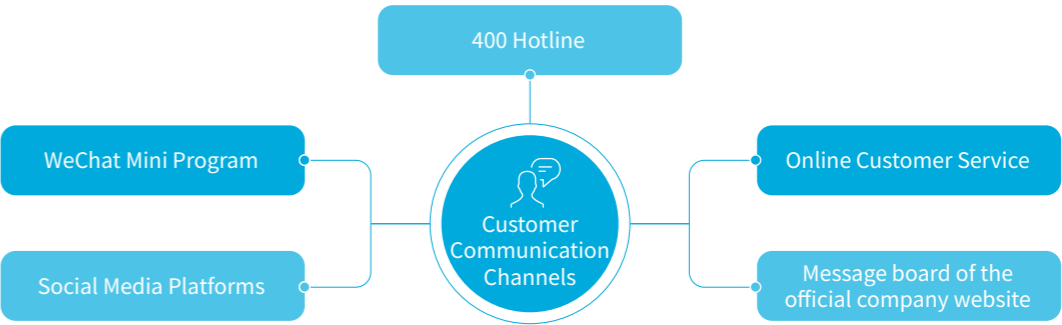 400 Hotline
WeChat Mini Program
Online Customer Service
Customer
Communication
Channels
Social Media Platforms
Message board of the
official company website